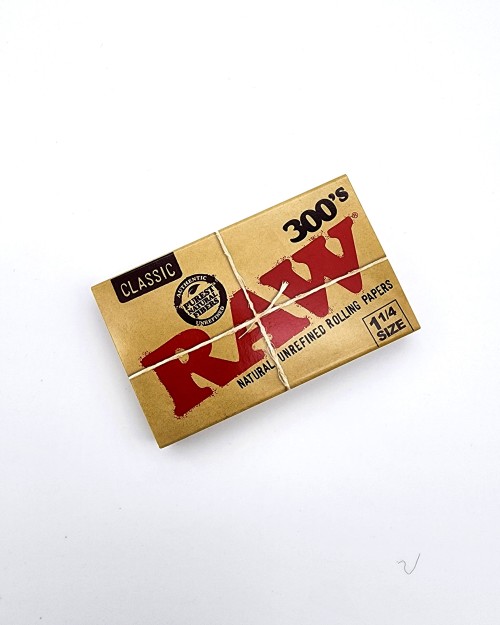 300's
CLASSIC
AUTHENTIC
PUREST
NATURAL
FIBERS
UNREFINED
RAW®
NATURAL UNREFINED ROLLING PAPERS
1 1/4
SIZE